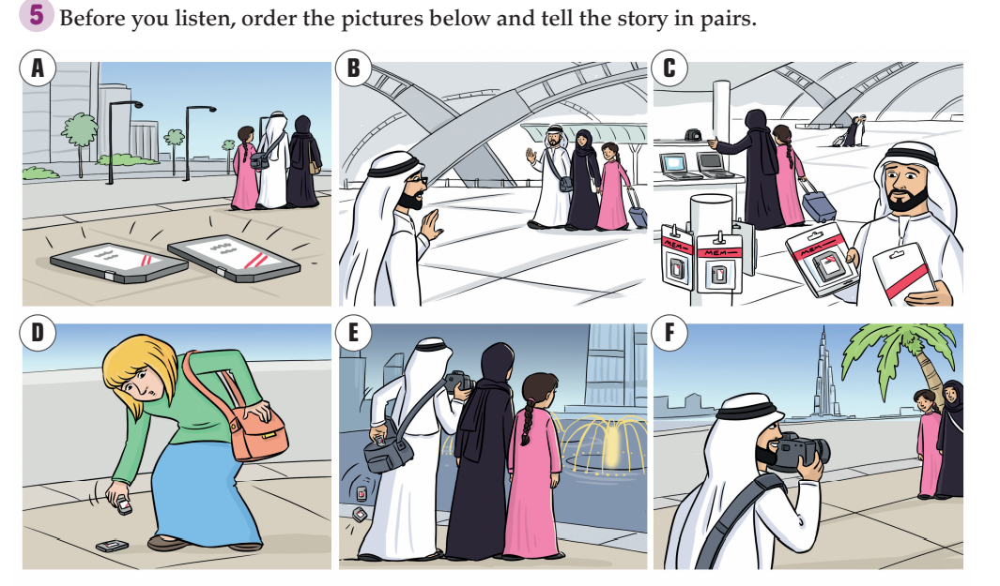 5 Before you listen, order the pictures below and tell the story in pairs.
A
B
C
MEM
MEM
MEM
D
E
F